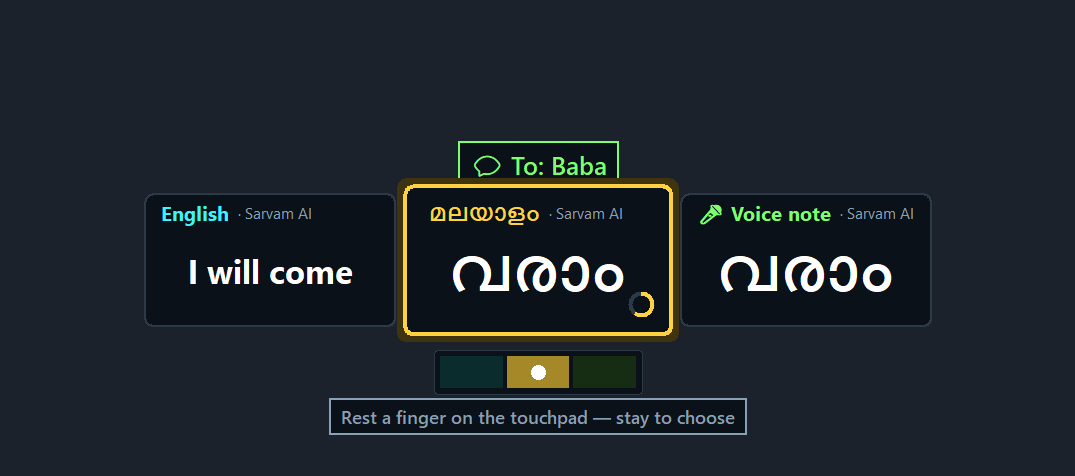 To: Baba
English · Sarvam AI
I will come
മലയാളം · Sarvam AI
വരാം
Voice note · Sarvam AI
വരാം
Rest a finger on the touchpad — stay to choose